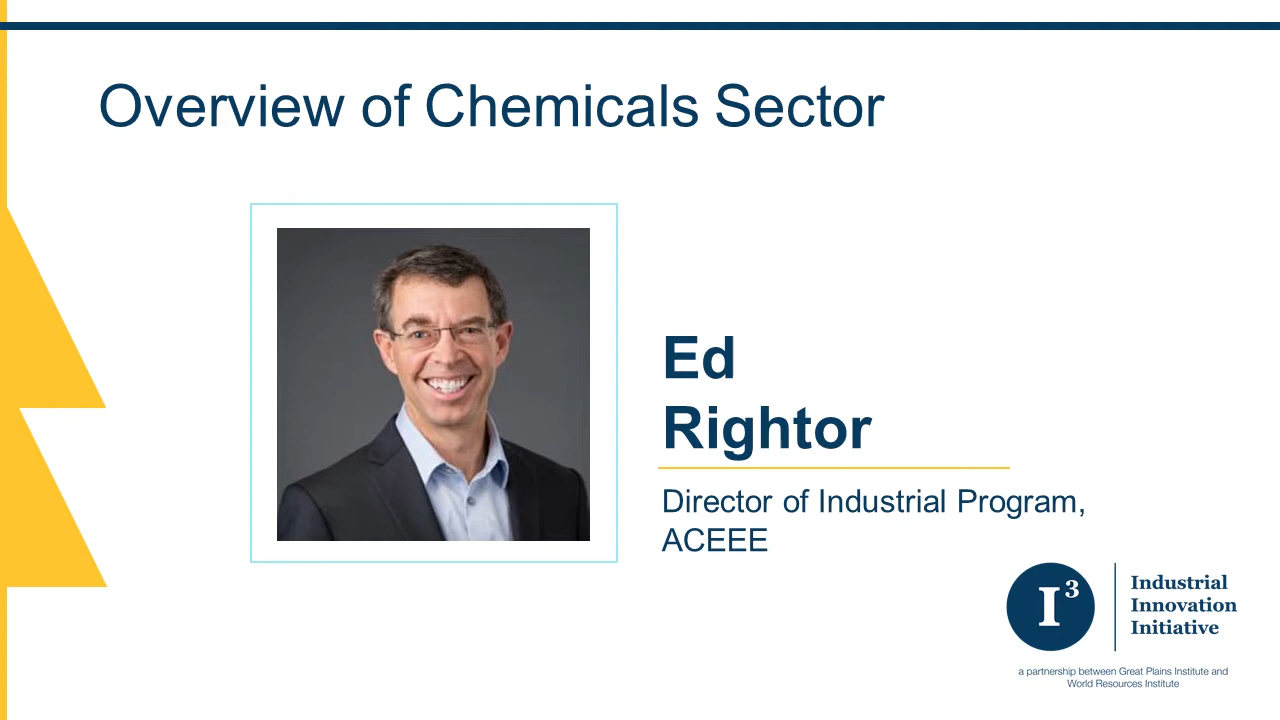 Overview of Chemicals Sector
Ed
Rightor
Director of Industrial Program,
ACEEE
I3
Industrial
Innovation
Initiative
a partnership between Great Plains Institute and
World Resources Institute